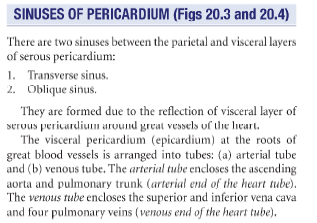 SINUSES OF PERICARDIUM (Figs 20.3 and 20.4)
There are two sinuses between the parietal and visceral layers
of serous pericardium:
1. Transverse sinus.
2. Oblique sinus.
They are formed due to the reflection of visceral layer of
serous pericardium around great vessels of the heart.
The visceral pericardium (epicardium) at the roots of
great blood vessels is arranged into tubes: (a) arterial tube
and (b) venous tube. The arterial tube encloses the ascending
aorta and pulmonary trunk (arterial end of the heart tube).
The venous tube encloses the superior and inferior vena cava
and four pulmonary veins (venous end of the heart tube).